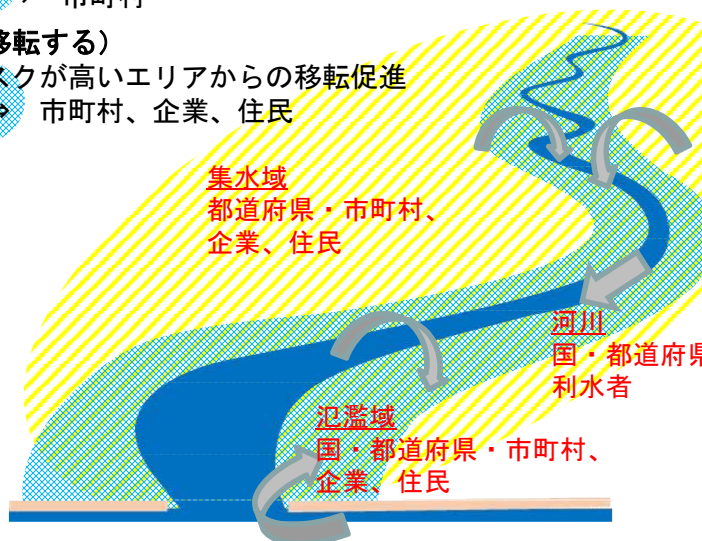 市町村
移転する）
スクが高いエリアからの移転促進
⇒ 市町村、企業、住民
集水域
都道府県・市町村、
企業、住民
河川
国・都道府県
利水者
氾濫域
国・都道府県・市町村、
企業、住民